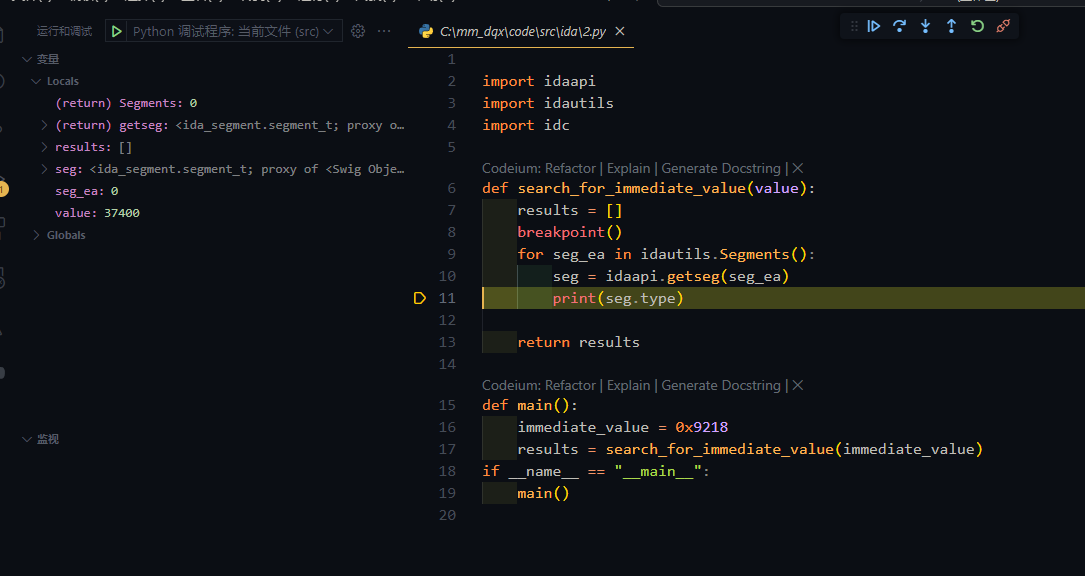 运行和调试
Python 调试程序: 当前文件 (src)
C:\mm_dqx\code\src\ida\2.py
变量
Locals
(return) Segments: 0
(return) getseg: <ida_segment.segment_t; proxy o…
results: []
seg: <ida_segment.segment_t; proxy of <Swig Obje…
seg_ea: 0
value: 37400
Globals
监视
1
2 import idaapi
3 import idautils
4 import idc
5
Codeium: Refactor | Explain | Generate Docstring | ×
6 def search_for_immediate_value(value):
7 results = []
8 breakpoint()
9 for seg_ea in idautils.Segments():
10 seg = idaapi.getseg(seg_ea)
11 print(seg.type)
12
13 return results
14
Codeium: Refactor | Explain | Generate Docstring | ×
15 def main():
16 immediate_value = 0x9218
17 results = search_for_immediate_value(immediate_value)
18 if __name__ == "__main__":
19 main()
20